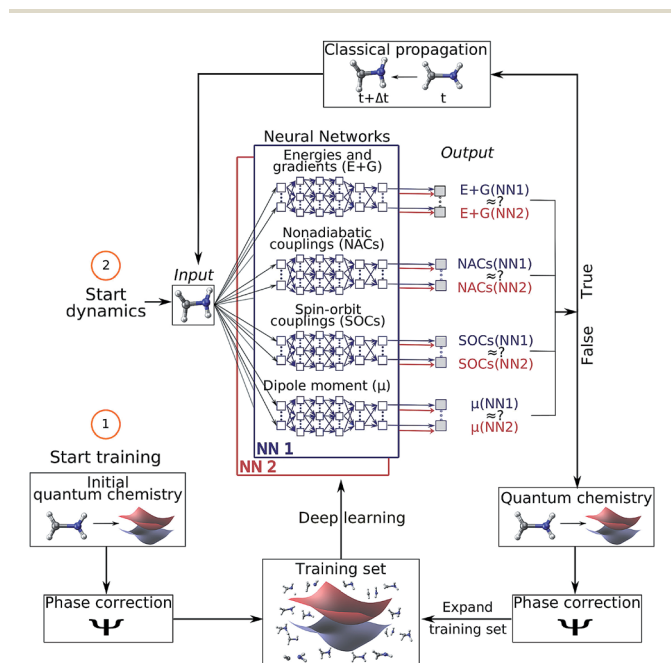 Classical propagation
t+Δt
t
Neural Networks
Energies and
gradients (E+G)
Output
E+G(NN1)
≈?
E+G(NN2)
Nonadiabatic
couplings (NACs)
NACs(NN1)
≈?
NACs(NN2)
2
Start
dynamics
Input
True
False
Spin-orbit
couplings (SOCs)
SOCs(NN1)
≈?
SOCs(NN2)
Dipole moment (μ)
μ(NN1)
≈?
μ(NN2)
NN 1
NN 2
1
Start training
Initial
quantum chemistry
Quantum chemistry
Deep learning
Training set
Phase correction
Ψ
Expand
training set
Phase correction
Ψ